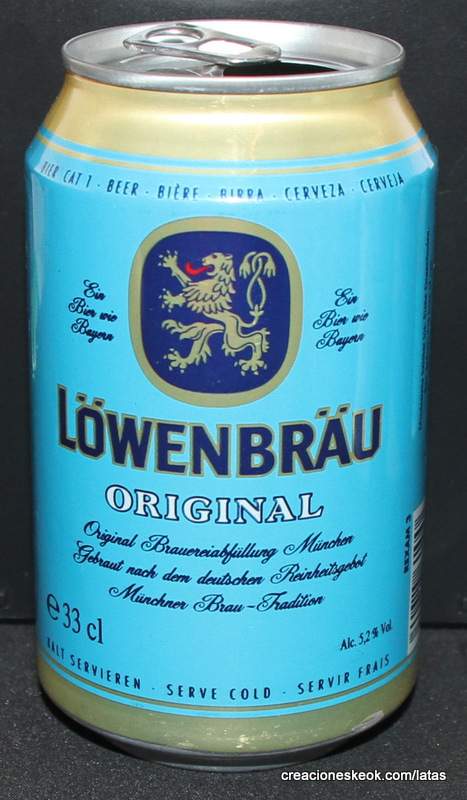 BIER CAT 1 · BEER · BIÈRE · BIRRA · CERVEZA · CERVEJA
Ein
Bier wie
Bayern
Ein
Bier wie
Bayern
LÖWENBRÄU
ORIGINAL
Original Brauereiabfüllung München
Gebraut nach dem deutschen Reinheitsgebot
Münchner Brau-Tradition
e 33 cl
Alc. 5,2 % Vol.
KALT SERVIEREN · SERVE COLD · SERVIR FRAIS
REXAM 3
creacioneskeok.com/latas